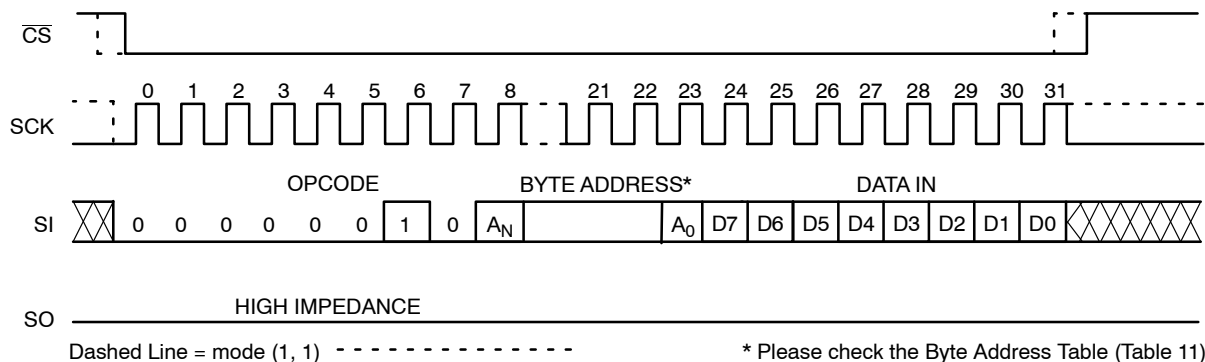 CS
0 1 2 3 4 5 6 7 8 21 22 23 24 25 26 27 28 29 30 31
SCK
OPCODE BYTE ADDRESS* DATA IN
SI 0 0 0 0 0 0 1 0 AN A0 D7 D6 D5 D4 D3 D2 D1 D0
HIGH IMPEDANCE
SO
Dashed Line = mode (1, 1) * Please check the Byte Address Table (Table 11)